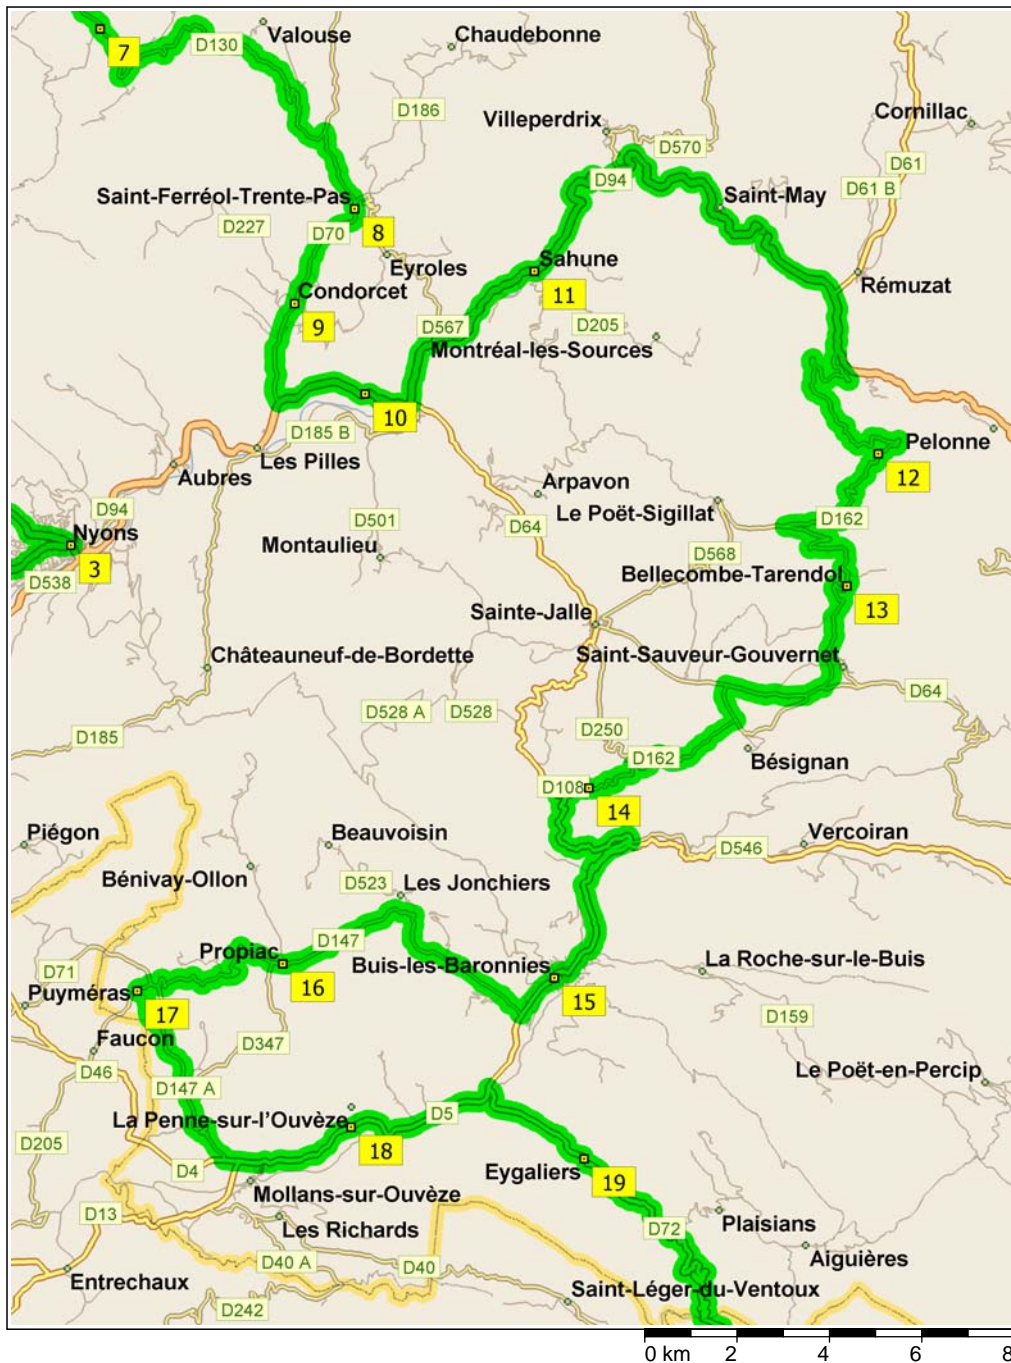 7
D130
Valouse
Chaudebonne
D186
Villeperdrix
Cornillac
D570
D61
D94
D61 B
Saint-Ferréol-Trente-Pas
Saint-May
D227
D70
8
Eyroles
Sahune
Rémuzat
Condorcet
11
9
D567
D205
Montréal-les-Sources
10
D185 B
Pelonne
Les Pilles
12
Aubres
Arpavon
D94
Le Poët-Sigillat
D501
D64
D162
Nyons
Montaulieu
D568
3
Bellecombe-Tarendol
D538
Sainte-Jalle
13
Châteauneuf-de-Bordette
Saint-Sauveur-Gouvernet
D64
D528 A
D528
D185
D250
D162
Bésignan
D108
14
Piégon
Beauvoisin
Vercoiran
D546
Bénivay-Ollon
D523
Les Jonchiers
D147
Propiac
Buis-les-Baronnies
La Roche-sur-le-Buis
D71
16
15
Puyméras
17
D159
Faucon
D347
D46
Le Poët-en-Percip
D147 A
La Penne-sur-l'Ouvèze
D5
D205
18
D4
Eygaliers
19
Mollans-sur-Ouvèze
D13
Les Richards
D72
Plaisians
Aiguières
D40 A
D40
Entrechaux
Saint-Léger-du-Ventoux
D242
0 km 2 4 6 8